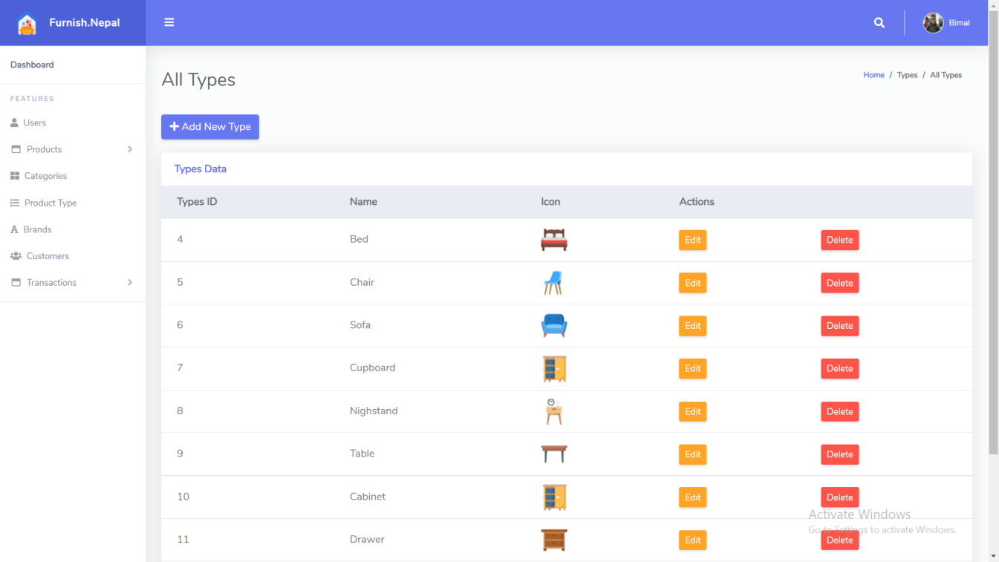 Furnish.Nepal
Bimal
Dashboard
FEATURES
Users
Products
Categories
Product Type
Brands
Customers
Transactions
All Types
Home / Types / All Types
Add New Type
Types Data
Types ID Name Icon Actions
4 Bed Edit Delete
5 Chair Edit Delete
6 Sofa Edit Delete
7 Cupboard Edit Delete
8 Nighstand Edit Delete
9 Table Edit Delete
10 Cabinet Edit Delete
11 Drawer Edit Delete
Activate Windows
Go to Settings to activate Windows.